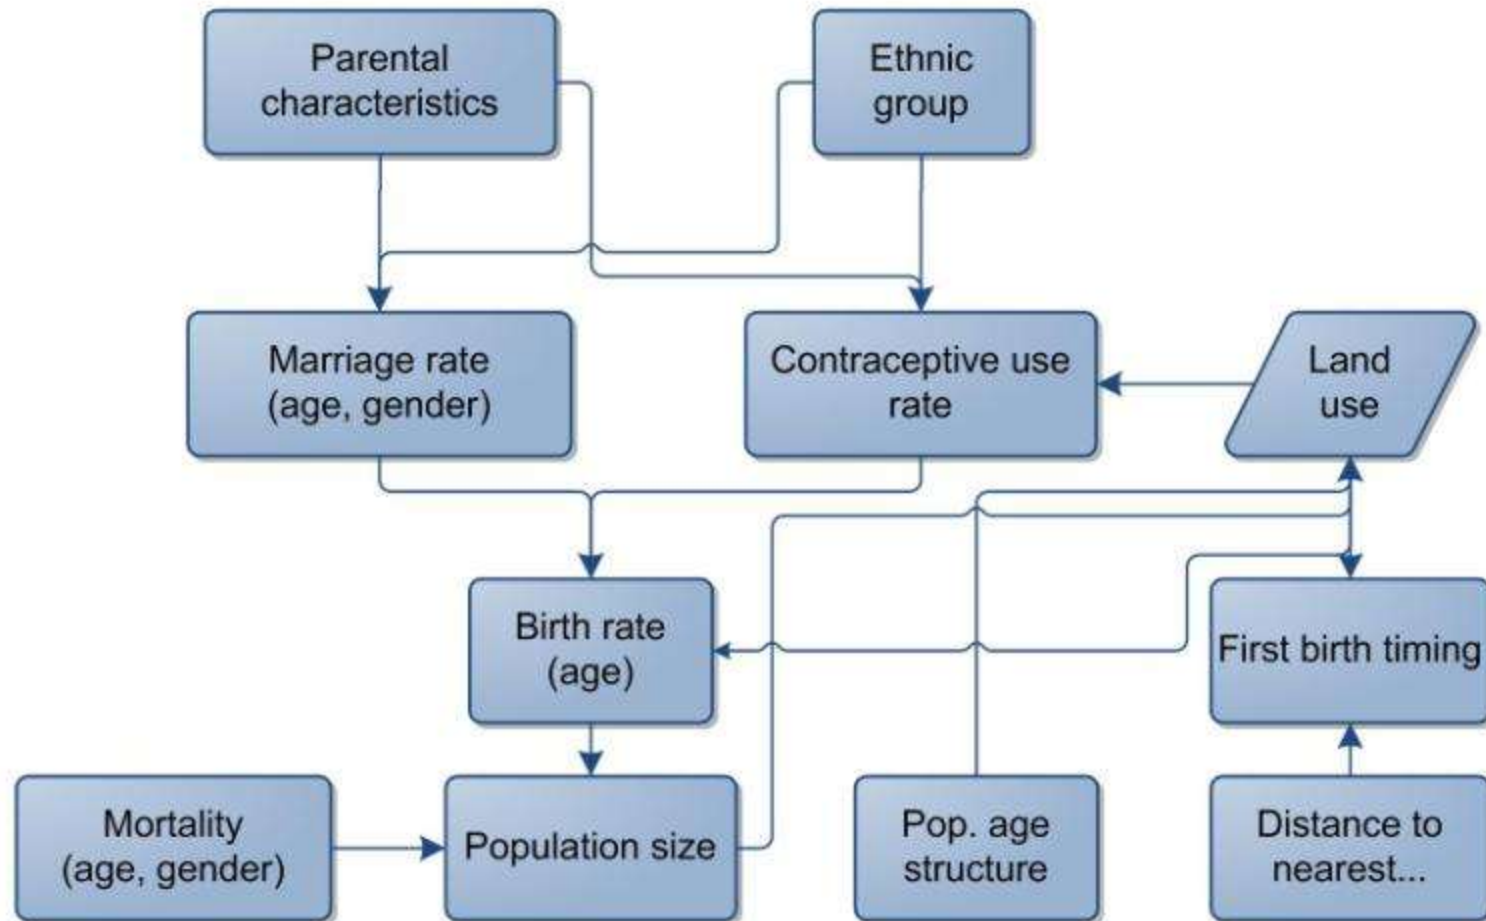 Parental
characteristics
Ethnic
group
Marriage rate
(age, gender)
Contraceptive use
rate
Land
use
Birth rate
(age)
First birth timing
Mortality
(age, gender)
Population size
Pop. age
structure
Distance to
nearest...